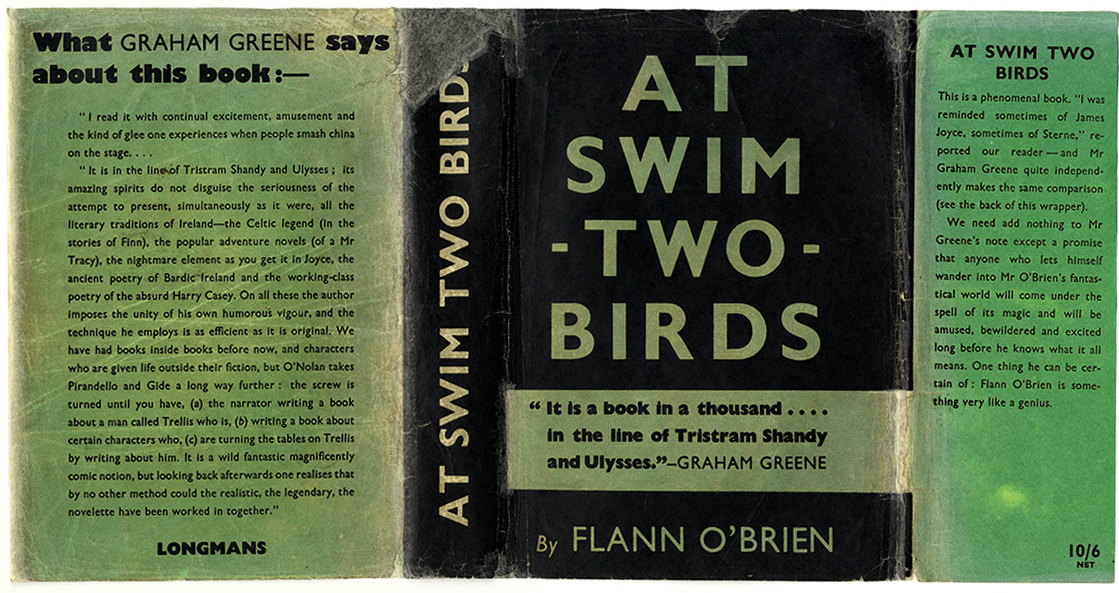 What GRAHAM GREENE says
about this book:—
"I read it with continual excitement, amusement and
the kind of glee one experiences when people smash china
on the stage. . . .
"It is in the line of Tristram Shandy and Ulysses ; its
amazing spirits do not disguise the seriousness of the
attempt to present, simultaneously as it were, all the
literary traditions of Ireland—the Celtic legend (in the
stories of Finn), the popular adventure novels (of a Mr
Tracy), the nightmare element as you get it in Joyce, the
ancient poetry of Bardic Ireland and the working-class
poetry of the absurd Harry Casey. On all these the author
imposes the unity of his own humorous vigour, and the
technique he employs is as efficient as it is original. We
have had books inside books before now, and characters
who are given life outside their fiction, but O'Nolan takes
Pirandello and Gide a long way further : the screw is
turned until you have, (a) the narrator writing a book
about a man called Trellis who is, (b) writing a book about
certain characters who, (c) are turning the tables on Trellis
by writing about him. It is a wild fantastic magnificently
comic notion, but looking back afterwards one realises that
by no other method could the realistic, the legendary, the
novelette have been worked in together."
LONGMANS
AT SWIM TWO BIRDS
AT
SWIM
-TWO-
BIRDS
"It is a book in a thousand . . . .
in the line of Tristram Shandy
and Ulysses."–GRAHAM GREENE
By FLANN O'BRIEN
AT SWIM TWO
BIRDS
This is a phenomenal book. "I was
reminded sometimes of James
Joyce, sometimes of Sterne," re-
ported our reader—and Mr
Graham Greene quite independ-
ently makes the same comparison
(see the back of this wrapper).
We need add nothing to Mr
Greene's note except a promise
that anyone who lets himself
wander into Mr O'Brien's fantas-
tical world will come under the
spell of its magic and will be
amused, bewildered and excited
long before he knows what it all
means. One thing he can be cer-
tain of : Flann O'Brien is some-
thing very like a genius.
10/6
NET